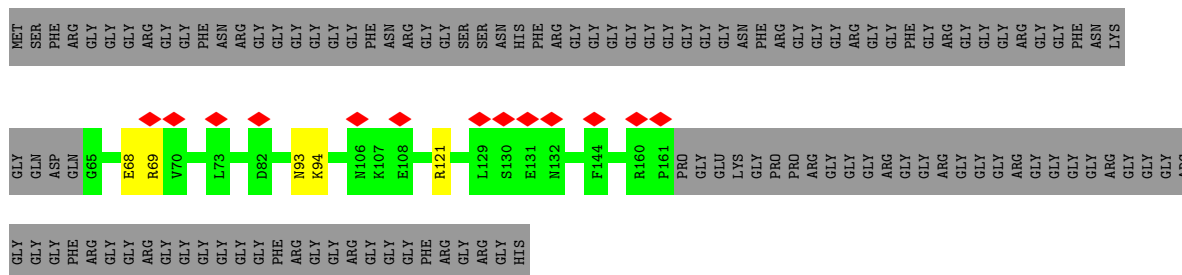 MET SER PHE ARG GLY GLY GLY ARG GLY GLY PHE ASN ARG GLY GLY GLY GLY GLY PHE ASN ARG GLY GLY SER SER ASN HIS PHE ARG GLY GLY GLY GLY GLY GLY GLY GLY GLY GLY ASN PHE ARG GLY GLY GLY ARG GLY GLY PHE GLY ARG GLY GLY GLY ARG GLY GLY PHE ASN LYS
GLY GLN ASP GLN G65 E68 R69 V70 L73 D82 N93 K94 N106 K107 E108 R121 L129 S130 E131 N132 F144 R160 P161 PRO GLY GLU LYS GLY PRO PRO ARG GLY GLY GLY ARG GLY GLY ARG GLY GLY GLY ARG GLY GLY GLY GLY ARG GLY GLY GLY ARG
GLY GLY GLY PHE ARG GLY GLY ARG GLY GLY GLY GLY GLY GLY PHE ARG GLY GLY ARG GLY GLY GLY PHE ARG GLY ARG GLY HIS